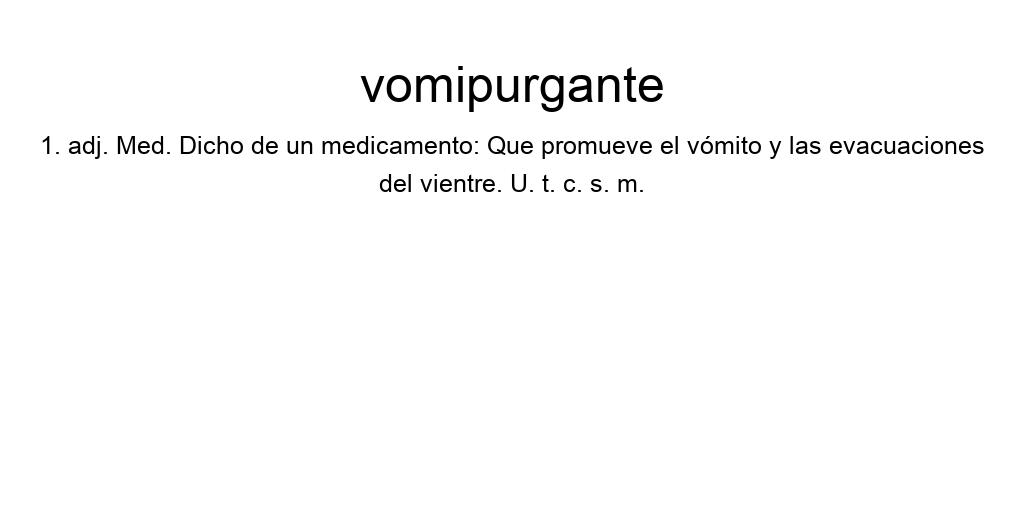 vomipurgante
1. adj. Med. Dicho de un medicamento: Que promueve el vómito y las evacuaciones
del vientre. U. t. c. s. m.